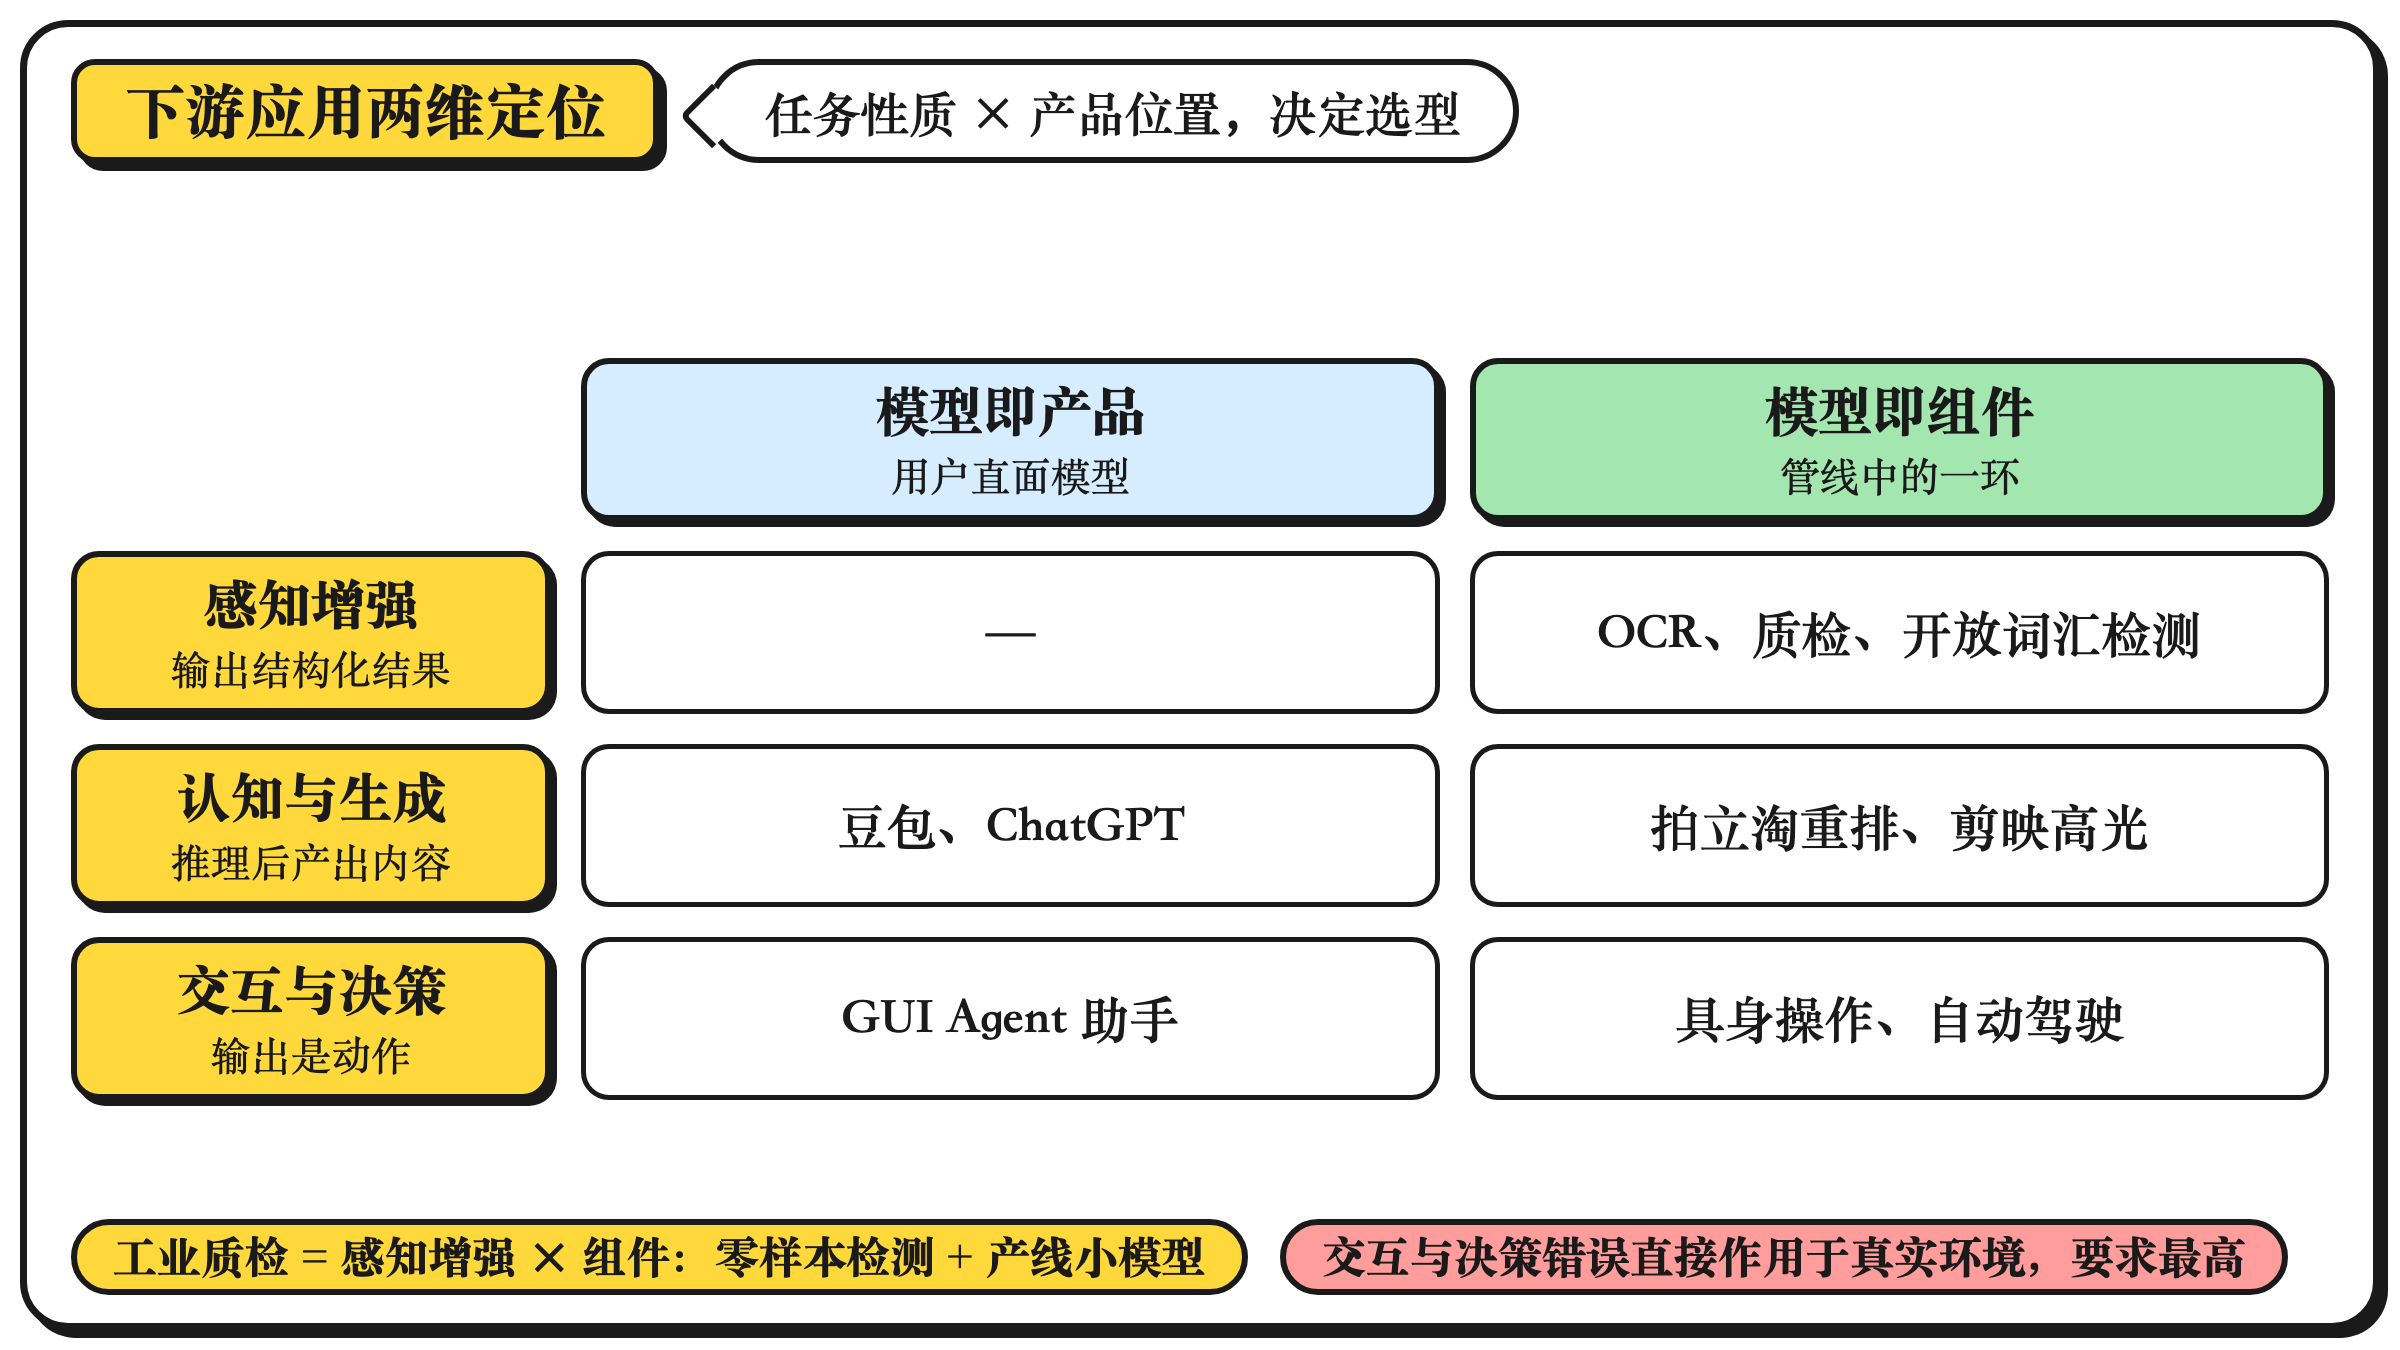 下游应用两维定位
任务性质 × 产品位置，决定选型
模型即产品
用户直面模型
模型即组件
管线中的一环
感知增强
输出结构化结果
—
OCR、质检、开放词汇检测
认知与生成
推理后产出内容
豆包、ChatGPT
拍立淘重排、剪映高光
交互与决策
输出是动作
GUI Agent 助手
具身操作、自动驾驶
工业质检 = 感知增强 × 组件：零样本检测 + 产线小模型
交互与决策错误直接作用于真实环境，要求最高